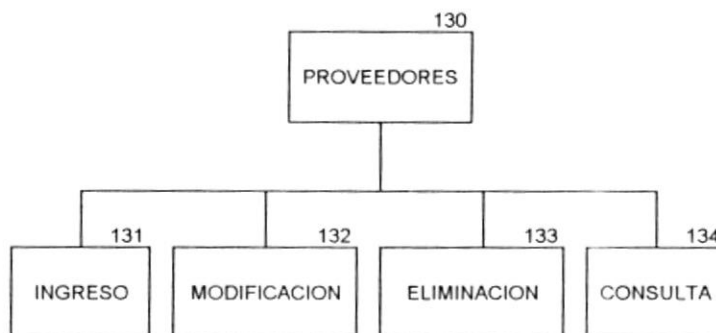 130
PROVEEDORES
131 132 133 134
INGRESO MODIFICACION ELIMINACION CONSULTA